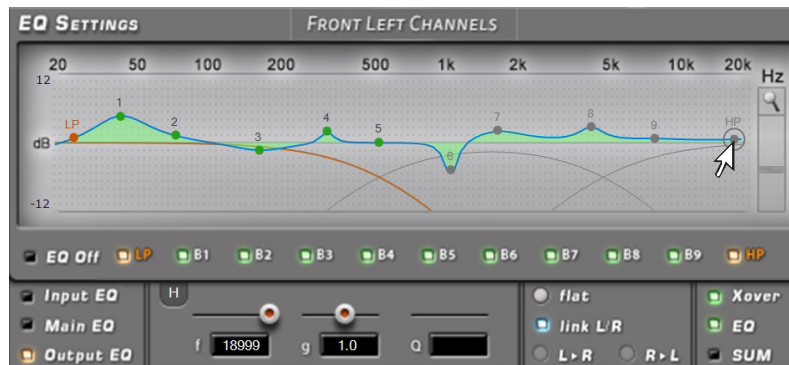 EQ SETTINGS FRONT LEFT CHANNELS
20 50 100 200 500 1k 2k 5k 10k 20k Hz
12
LP 1 2 3 4 5 6 7 8 9 HP
dB
-12
EQ Off LP B1 B2 B3 B4 B5 B6 B7 B8 B9 HP
Input EQ H flat Xover
Main EQ link L/R EQ
Output EQ f 18999 g 1.0 Q L▸R R▸L SUM